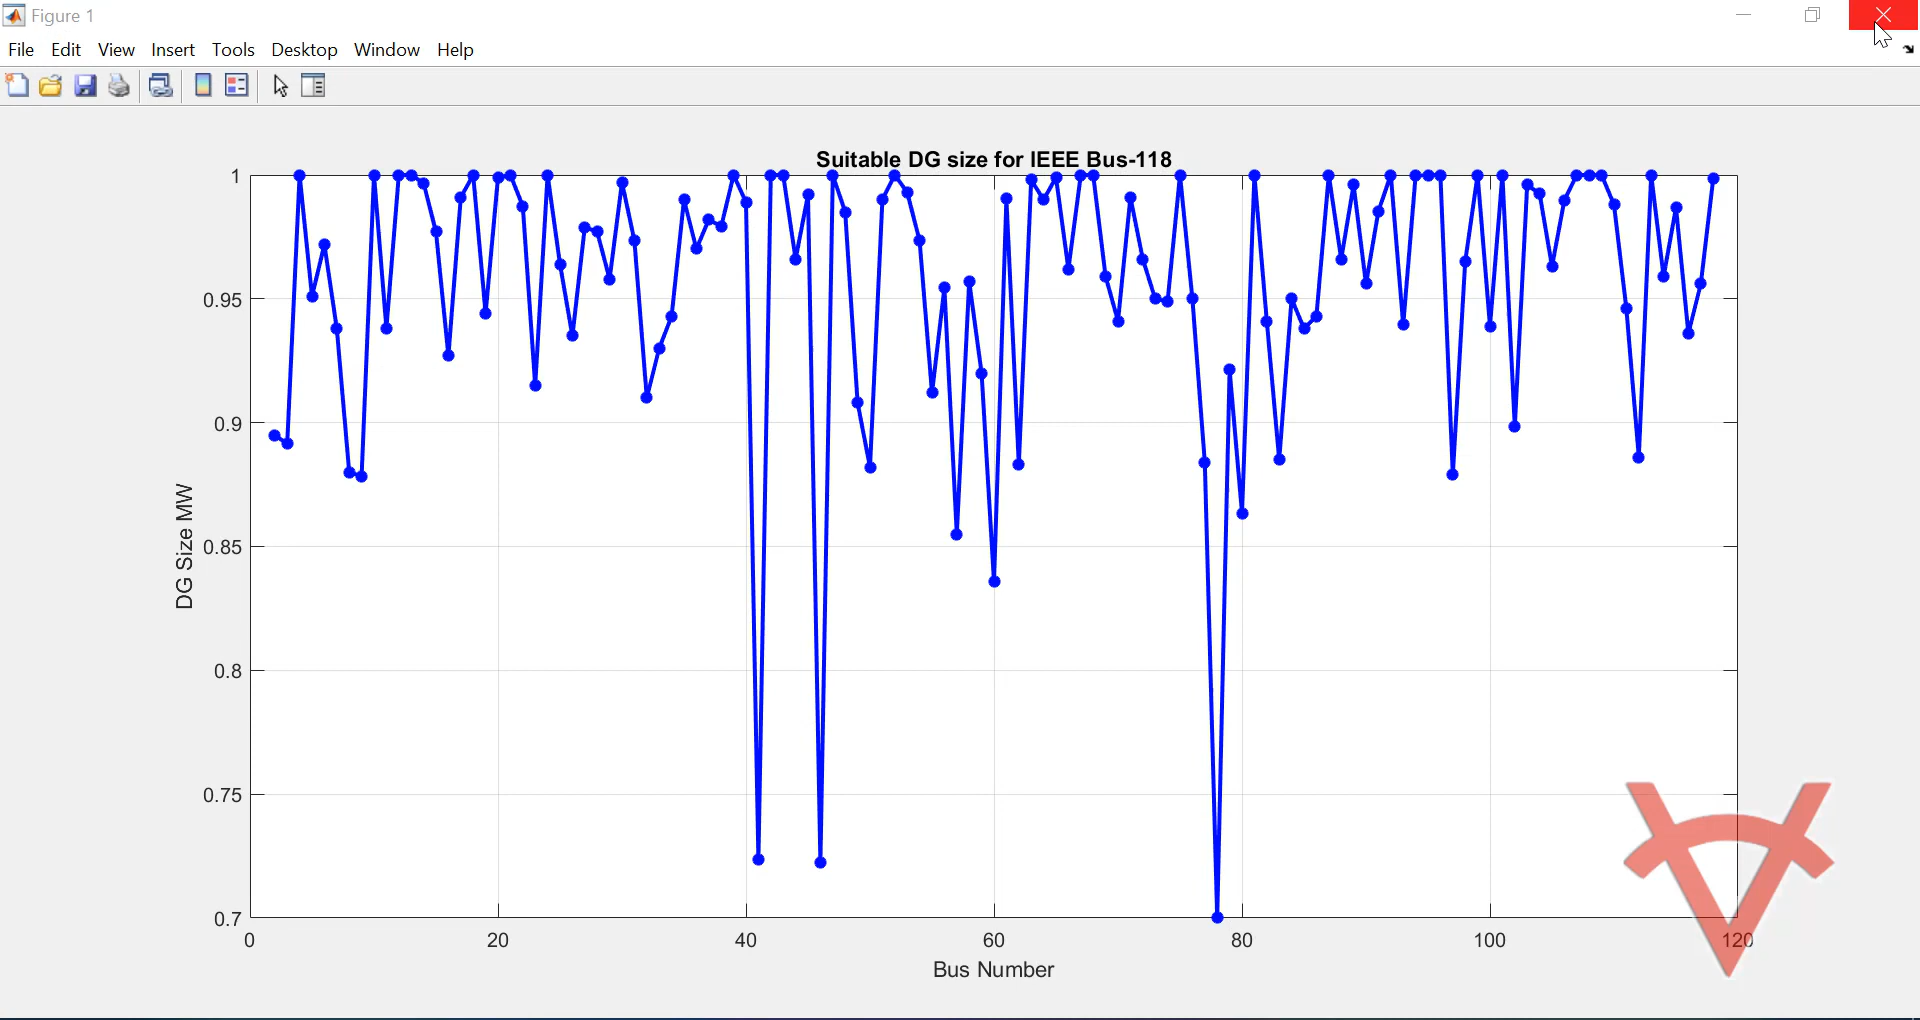 Figure 1
File Edit View Insert Tools Desktop Window Help
Suitable DG size for IEEE Bus-118
1
0.95
0.9
0.85
0.8
0.75
0.7
DG Size MW
0 20 40 60 80 100 120
Bus Number